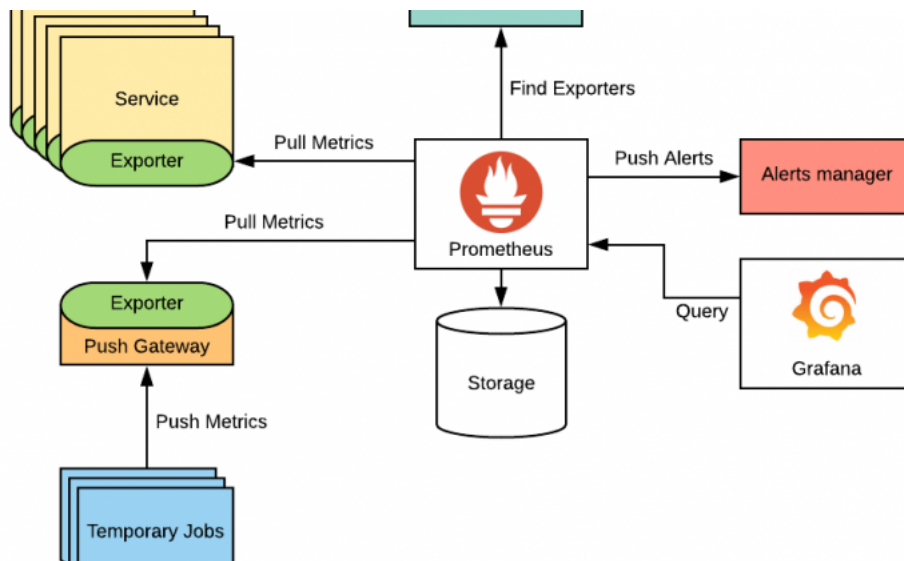 Service
Find Exporters
Exporter
Pull Metrics
Push Alerts
Alerts manager
Pull Metrics
Prometheus
Exporter
Push Gateway
Query
Grafana
Storage
Push Metrics
Temporary Jobs